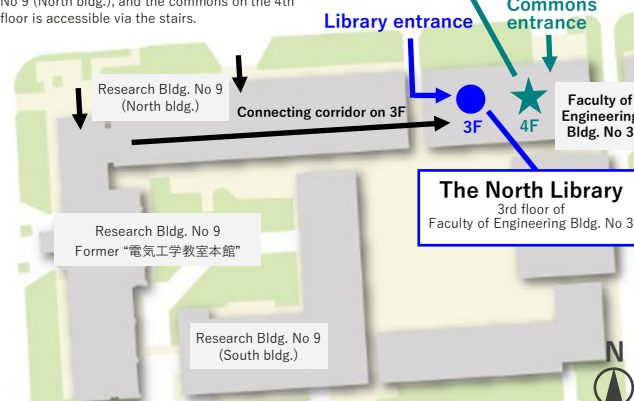 No 9 (North bldg.), and the commons on the 4th
floor is accessible via the stairs.
Library entrance
Commons
entrance
Research Bldg. No 9
(North bldg.)
Connecting corridor on 3F
3F
4F
Faculty of
Engineering
Bldg. No 3
The North Library
3rd floor of
Faculty of Engineering Bldg. No 3
Research Bldg. No 9
Former “電気工学教室本館”
Research Bldg. No 9
(South bldg.)
N